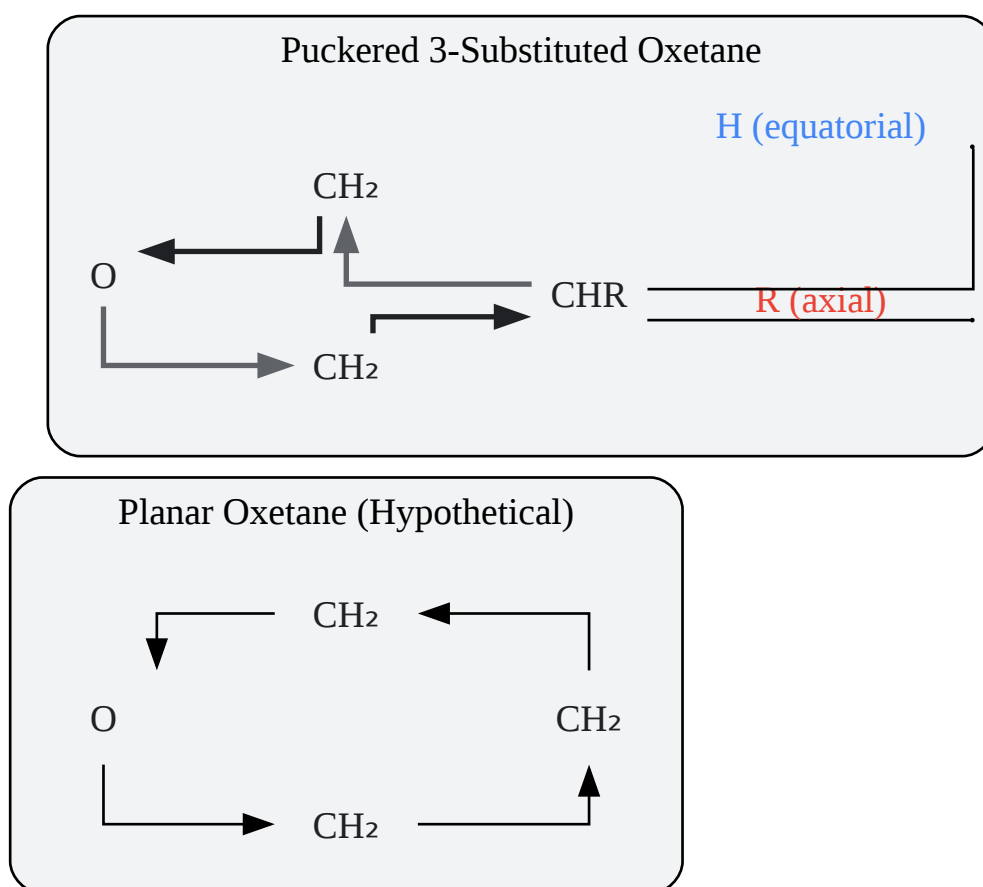 Puckered 3-Substituted Oxetane
H (equatorial)
CH₂
O
CHR
R (axial)
CH₂
Planar Oxetane (Hypothetical)
CH₂
O
CH₂
CH₂